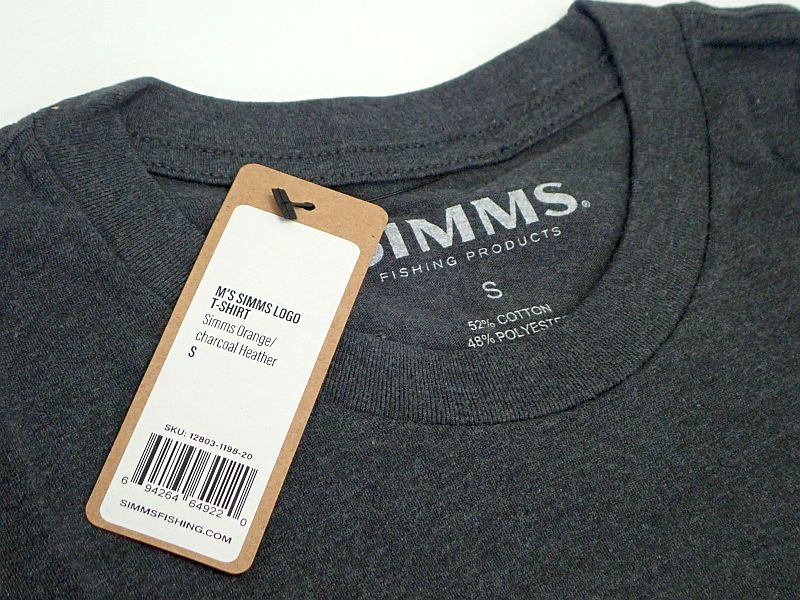 M'S SIMMS LOGO
T-SHIRT
Simms Orange/
charcoal Heather
S
SKU: 12803-1198-20
6 94264 64922 0
SIMMSFISHING.COM
SIMMS®
FISHING PRODUCTS
S
52% COTTON
48% POLYESTER